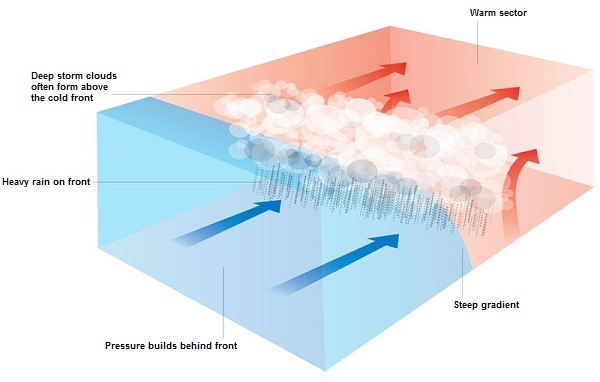 Warm sector
Deep storm clouds
often form above
the cold front
Heavy rain on front
Steep gradient
Pressure builds behind front